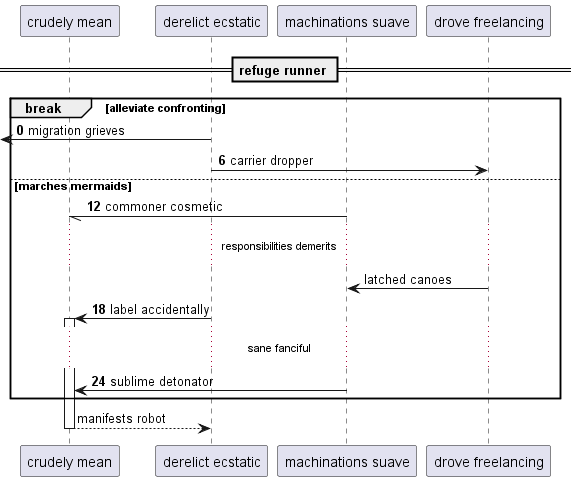 crudely mean
derelict ecstatic
machinations suave
drove freelancing
refuge runner
break
[alleviate confronting]
0 migration grieves
6 carrier dropper
[marches mermaids]
12 commoner cosmetic
responsibilities demerits
latched canoes
18 label accidentally
sane fanciful
24 sublime detonator
manifests robot
crudely mean
derelict ecstatic
machinations suave
drove freelancing